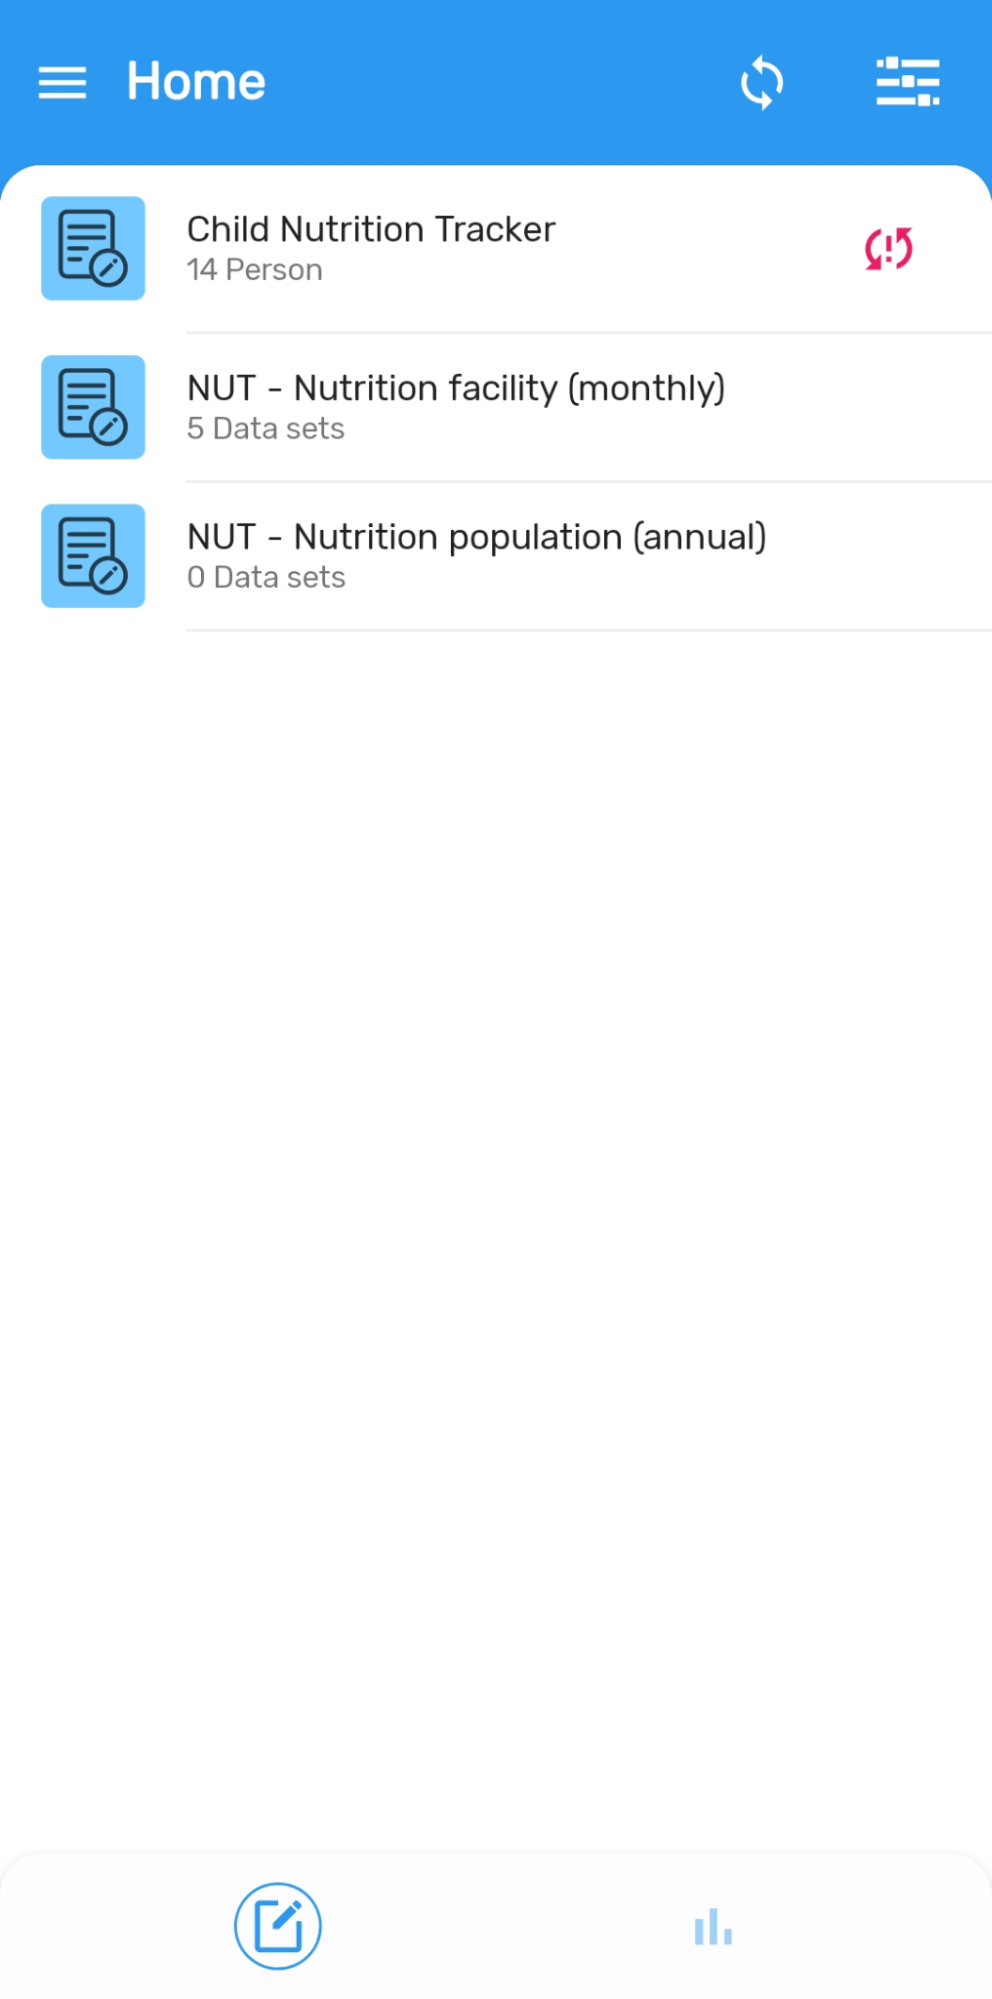 Home
Child Nutrition Tracker
14 Person
NUT - Nutrition facility (monthly)
5 Data sets
NUT - Nutrition population (annual)
0 Data sets